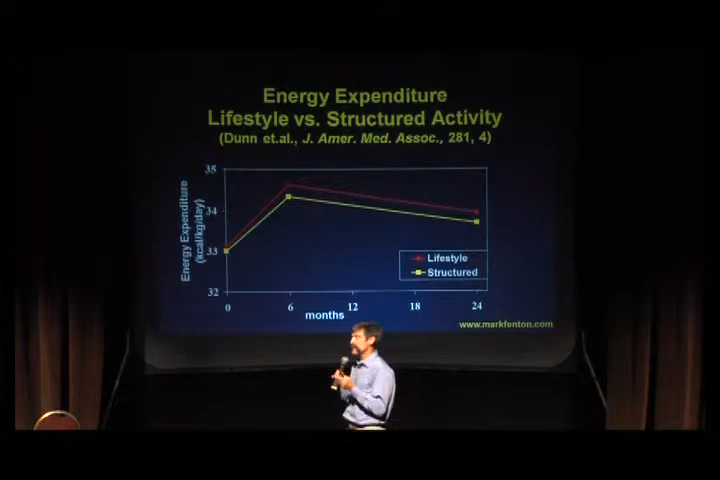 Energy Expenditure
Lifestyle vs. Structured Activity
(Dunn et.al., J. Amer. Med. Assoc., 281, 4)
35
34
33
32
Energy Expenditure
(kcal/kg/day)
Lifestyle
Structured
0 6 12 18 24
months
www.markfenton.com